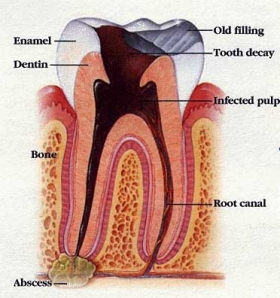 Enamel
Old filling
Dentin
Tooth decay
Infected pulp
Bone
Root canal
Abscess